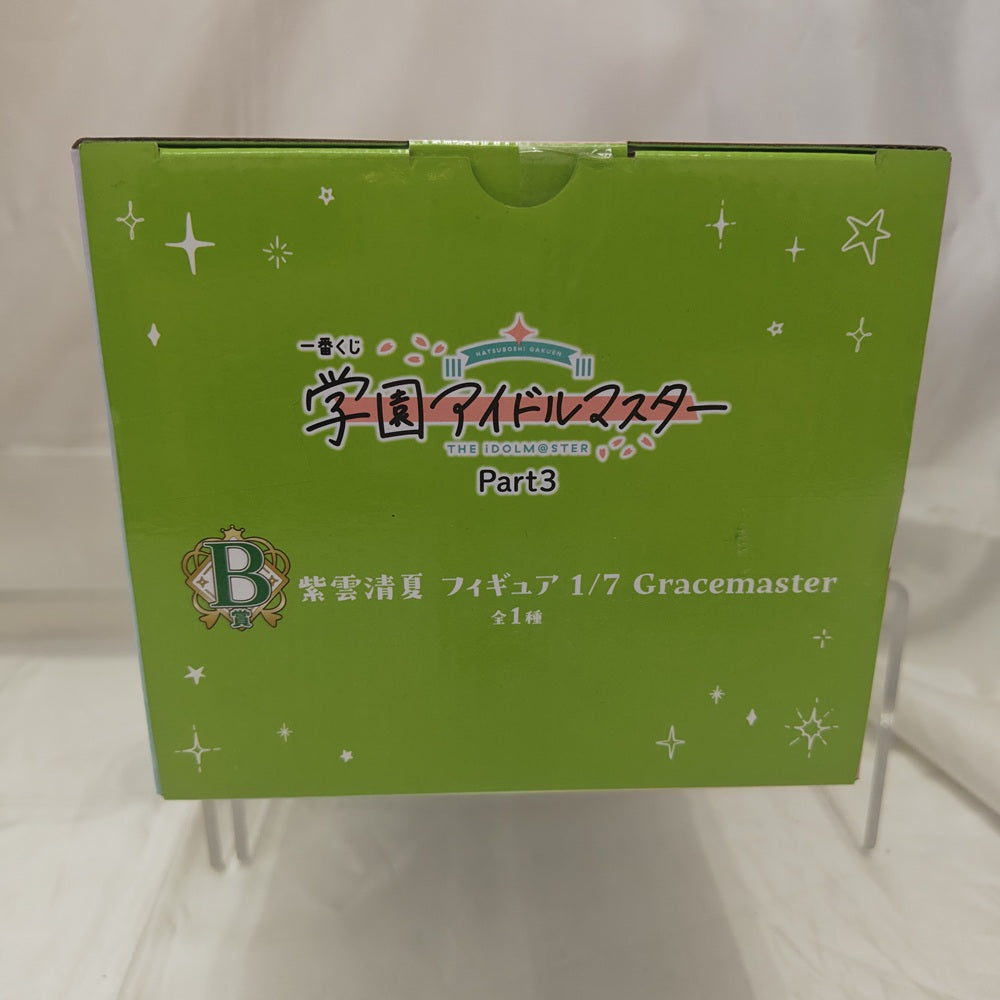 一番くじ
HATSUBOSHI GAKUEN
学園アイドルマスター
THE iDOLM@STER
Part3
B賞
紫雲清夏 フィギュア 1/7 Gracemaster
全1種